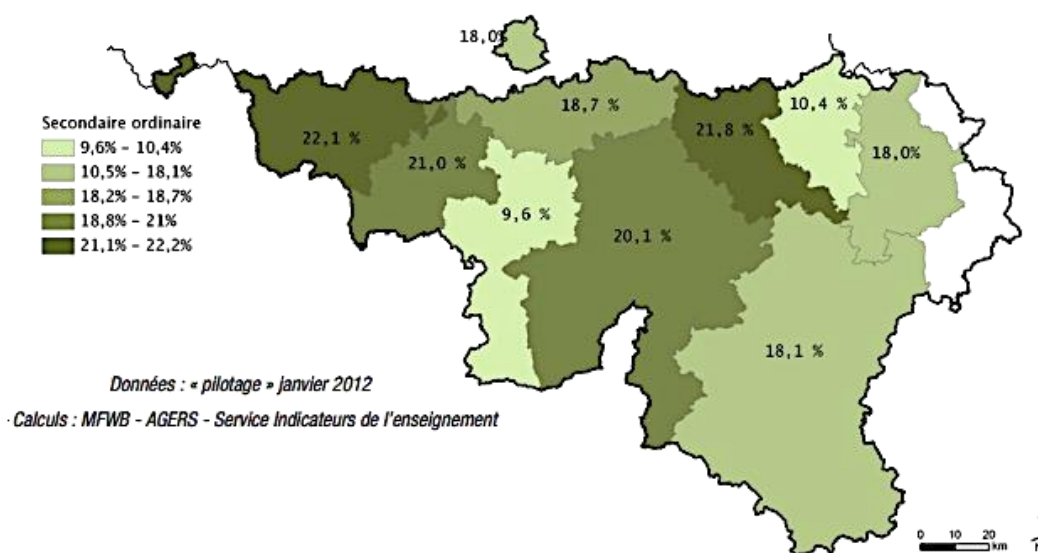 18,0%
Secondaire ordinaire
9,6% - 10,4%
10,5% - 18,1%
18,2% - 18,7%
18,8% - 21%
21,1% - 22,2%
22,1 %
21,0 %
18,7 %
21,8 %
10,4 %
18,0%
9,6 %
20,1 %
18,1 %
Données : « pilotage » janvier 2012
· Calculs : MFWB - AGERS - Service Indicateurs de l'enseignement
0 10 20
km